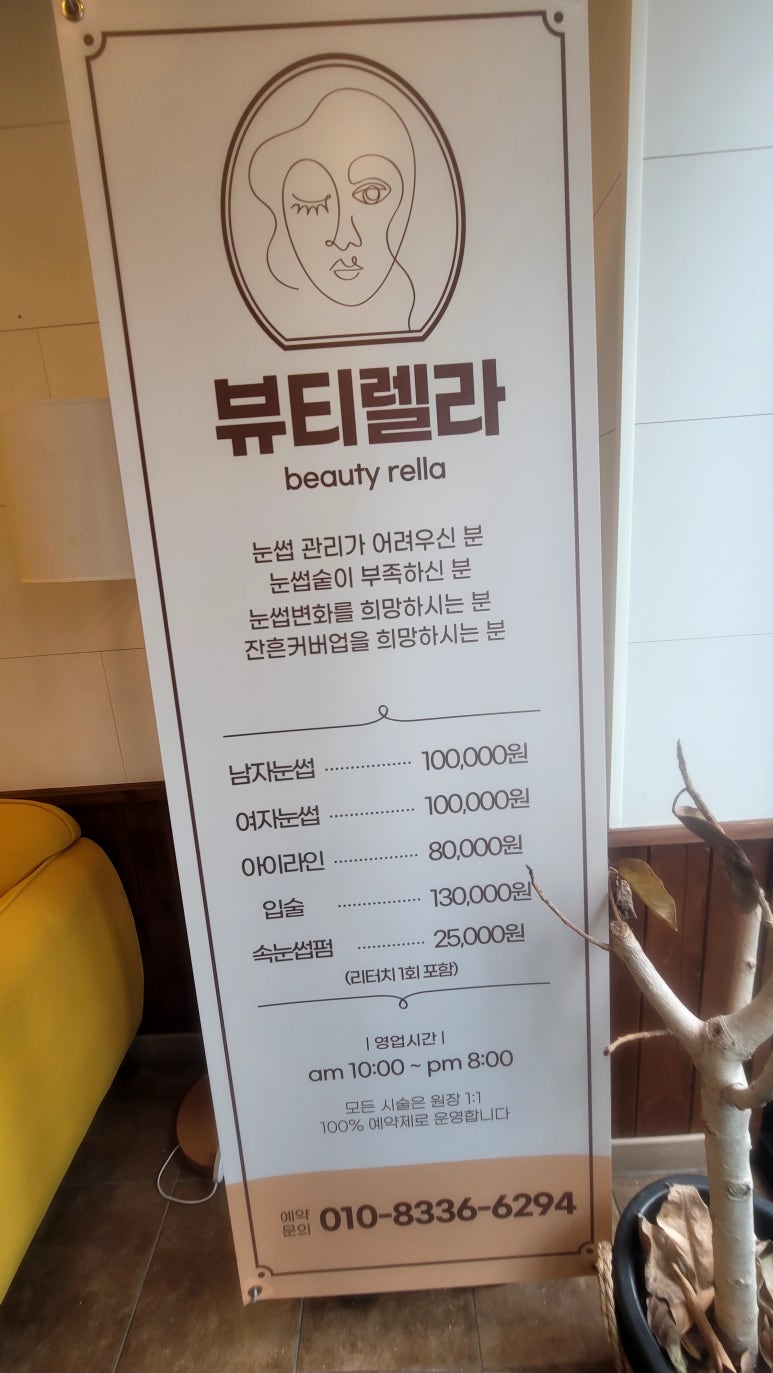 뷰티렐라
beauty rella
눈썹 관리가 어려우신 분
눈썹숱이 부족하신 분
눈썹변화를 희망하시는 분
잔흔커버업을 희망하시는 분
남자눈썹 ·················· 100,000원
여자눈썹 ·················· 100,000원
아이라인 ·················· 80,000원
입술 ·················· 130,000원
속눈썹펌 ·············· 25,000원
(리터치 1회 포함)
| 영업시간 |
am 10:00 ~ pm 8:00
모든 시술은 원장 1:1
100% 예약제로 운영합니다
예약 문의 010-8336-6294